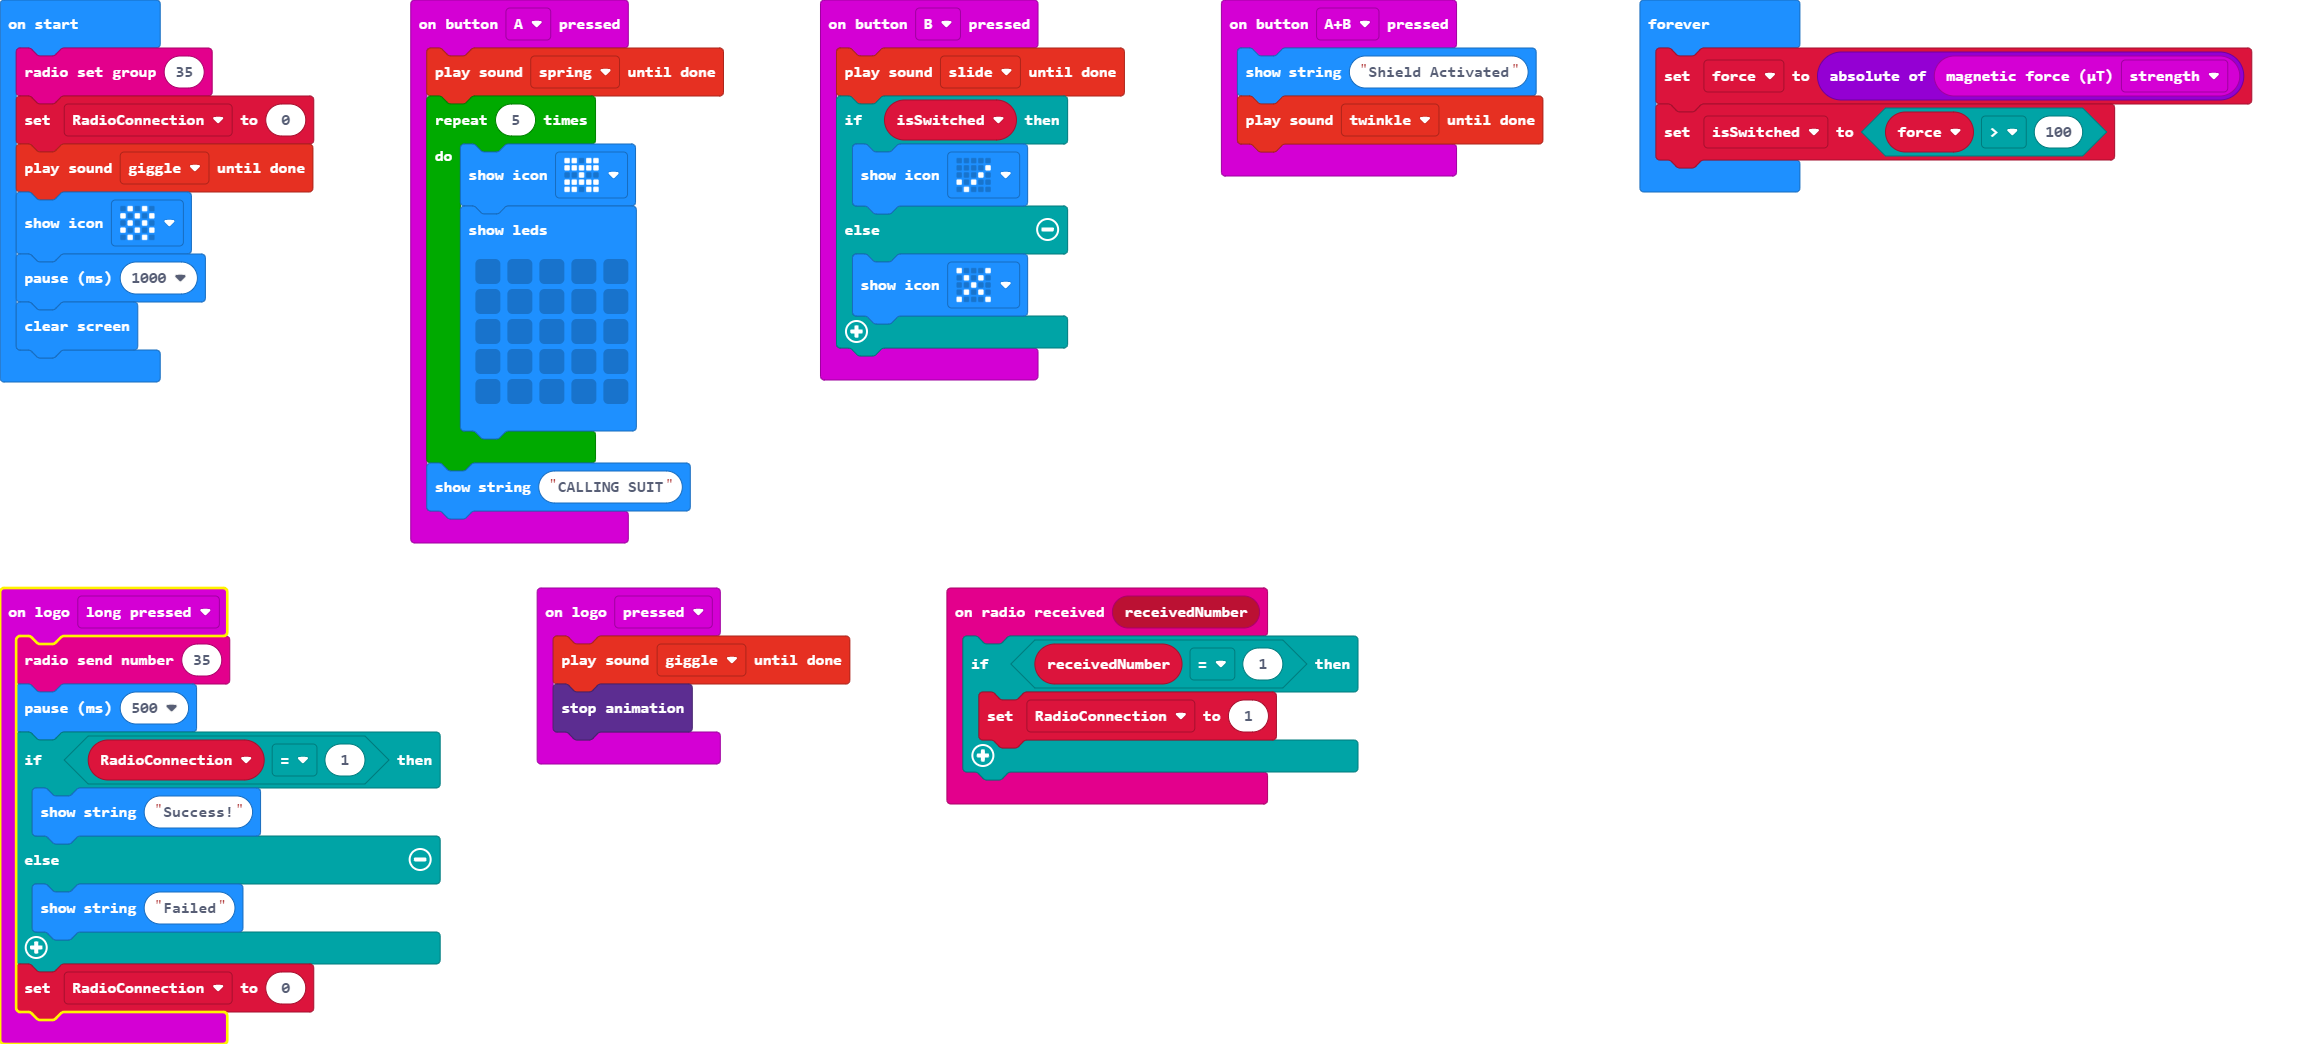 on start
radio set group 35
set RadioConnection to 0
play sound giggle until done
show icon
pause (ms) 1000
clear screen
on button A pressed
play sound spring until done
repeat 5 times
do
show icon
show leds
show string "CALLING SUIT"
on button B pressed
play sound slide until done
if isSwitched then
show icon
else
show icon
on button A+B pressed
show string "Shield Activated"
play sound twinkle until done
forever
set force to absolute of magnetic force (µT) strength
set isSwitched to force > 100
on logo long pressed
radio send number 35
pause (ms) 500
if RadioConnection = 1 then
show string "Success!"
else
show string "Failed"
set RadioConnection to 0
on logo pressed
play sound giggle until done
stop animation
on radio received receivedNumber
if receivedNumber = 1 then
set RadioConnection to 1